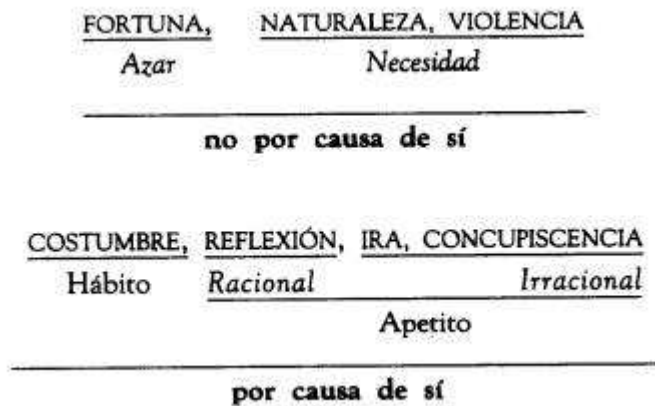 FORTUNA, NATURALEZA, VIOLENCIA
Azar Necesidad
no por causa de sí
COSTUMBRE, REFLEXIÓN, IRA, CONCUPISCENCIA
Hábito Racional Irracional
Apetito
por causa de sí